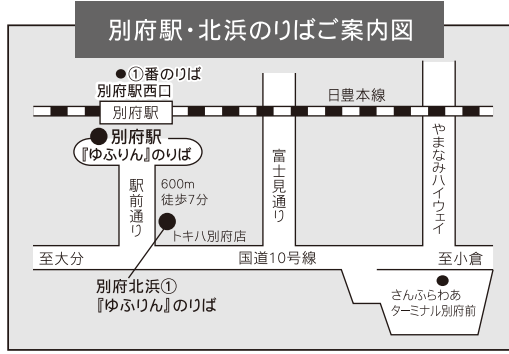 別府駅・北浜のりばご案内図
①番のりば
別府駅西口
別府駅
日豊本線
別府駅
『ゆふりん』のりば
駅前通り
600m
徒歩7分
富士見通り
やまなみハイウェイ
トキハ別府店
至大分
国道10号線
至小倉
別府北浜①
『ゆふりん』のりば
さんふらわあ
ターミナル別府前